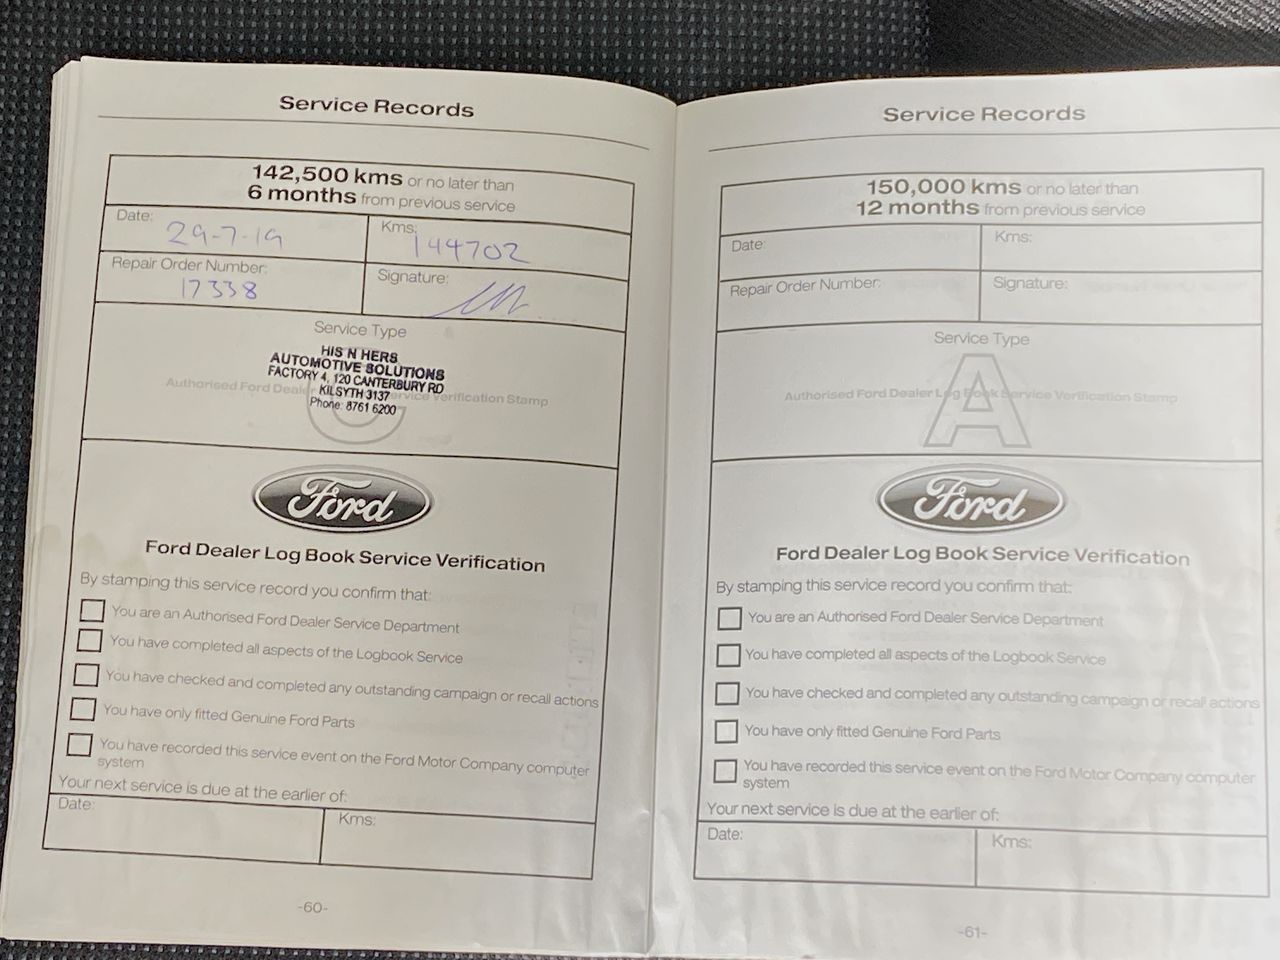 Service Records
142,500 kms or no later than
6 months from previous service
Date: 29-7-19
Kms: 144702
Repair Order Number: 17338
Signature:
Service Type
HIS N HERS
AUTOMOTIVE SOLUTIONS
FACTORY 4, 120 CANTERBURY RD
KILSYTH 3137
Phone: 8761 6200
Authorised Ford Dealer Service Verification Stamp
Ford
Ford Dealer Log Book Service Verification
By stamping this service record you confirm that:
You are an Authorised Ford Dealer Service Department
You have completed all aspects of the Logbook Service
You have checked and completed any outstanding campaign or recall actions
You have only fitted Genuine Ford Parts
You have recorded this service event on the Ford Motor Company computer
system
Your next service is due at the earlier of:
Date:
Kms:
-60-
Service Records
150,000 kms or no later than
12 months from previous service
Date:
Kms:
Repair Order Number:
Signature:
Service Type
A
Authorised Ford Dealer Log Book Service Verification Stamp
Ford
Ford Dealer Log Book Service Verification
By stamping this service record you confirm that:
You are an Authorised Ford Dealer Service Department
You have completed all aspects of the Logbook Service
You have checked and completed any outstanding campaign or recall actions
You have only fitted Genuine Ford Parts
You have recorded this service event on the Ford Motor Company computer
system
Your next service is due at the earlier of:
Date:
Kms:
-61-